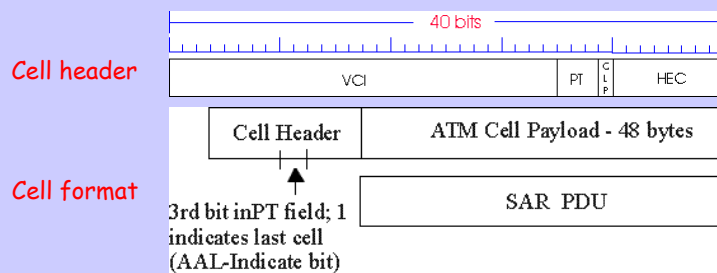 40 bits
Cell header
VCI PT CLP HEC
Cell Header ATM Cell Payload - 48 bytes
Cell format
SAR PDU
3rd bit inPT field; 1
indicates last cell
(AAL-Indicate bit)